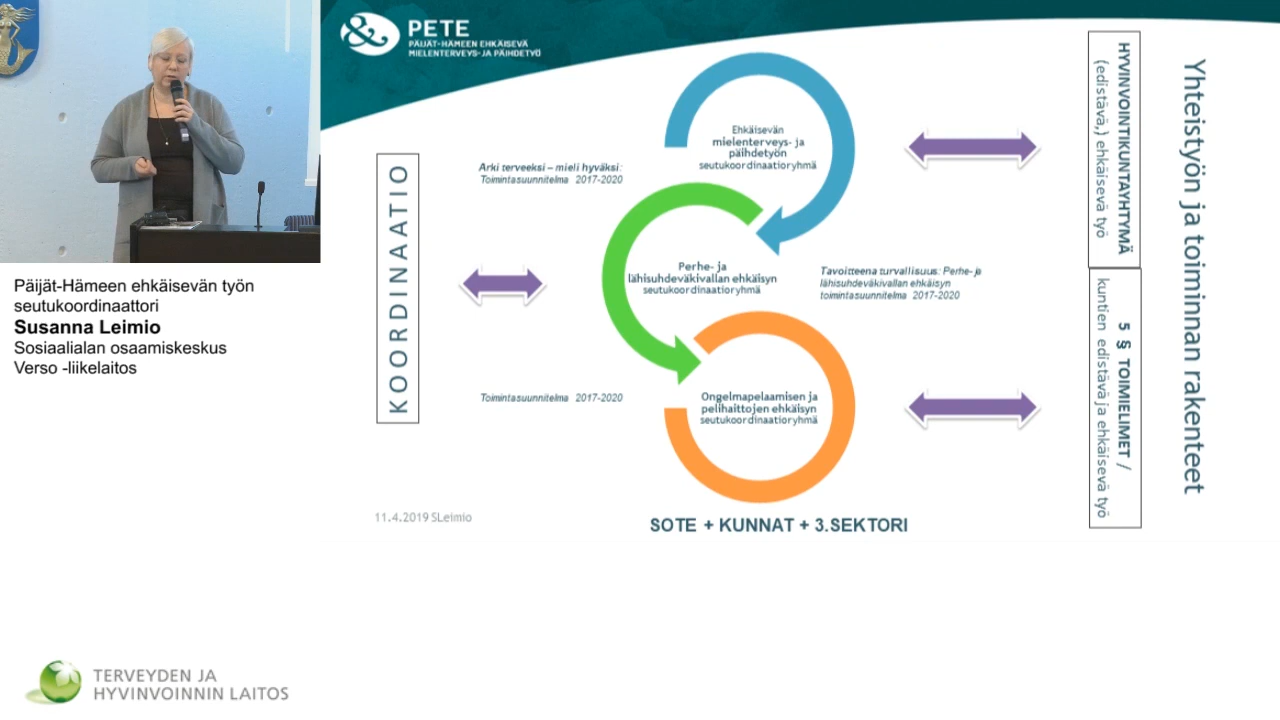 PETE
PÄIJÄT-HÄMEEN EHKÄISEVÄ
MIELENTERVEYS- JA PÄIHDETYÖ
Päijät-Hämeen ehkäisevän työn
seutukoordinaattori
Susanna Leimio
Sosiaalialan osaamiskeskus
Verso -liikelaitos
KOORDINAATIO
Arki terveeksi – mieli hyväksi:
Toimintasuunnitelma 2017-2020
Ehkäisevän
mielenterveys- ja
päihdetyön
seutukoordinaatioryhmä
Perhe- ja
lähisuhdeväkivallan ehkäisyn
seutukoordinaatioryhmä
Tavoitteena turvallisuus: Perhe- ja
lähisuhdeväkivallan ehkäisyn
toimintasuunnitelma 2017-2020
Toimintasuunnitelma 2017-2020
Ongelmapelaamisen ja
pelihaittojen ehkäisyn
seutukoordinaatioryhmä
HYVINVOINTIKUNTAYHTYMÄ
(edistävä,) ehkäisevä työ
5 § TOIMIELIMET /
kuntien edistävä ja ehkäisevä työ
Yhteistyön ja toiminnan rakenteet
11.4.2019 SLeimio
SOTE + KUNNAT + 3.SEKTORI
TERVEYDEN JA
HYVINVOINNIN LAITOS